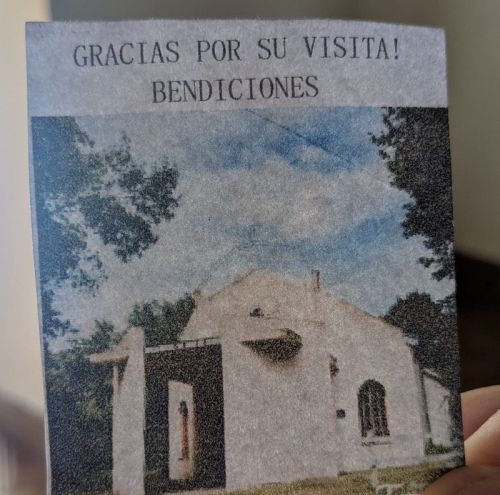 GRACIAS POR SU VISITA!
BENDICIONES